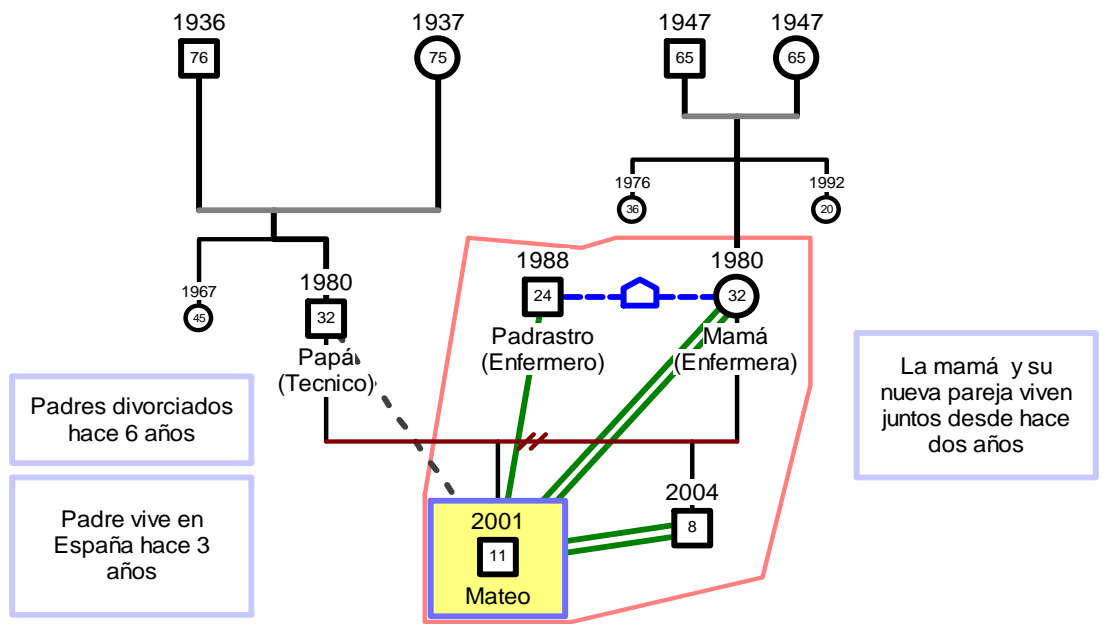 1936
1937
1947
1947
76
75
65
65
1976
1992
36
20
1988
1980
1980
24
32
1967
45
32
Padrastro
(Enfermero)
Mamá
(Enfermera)
Papá
(Tecnico)
La mamá y su
nueva pareja viven
juntos desde hace
dos años
Padres divorciados
hace 6 años
Padre vive en
España hace 3
años
2001
11
Mateo
2004
8